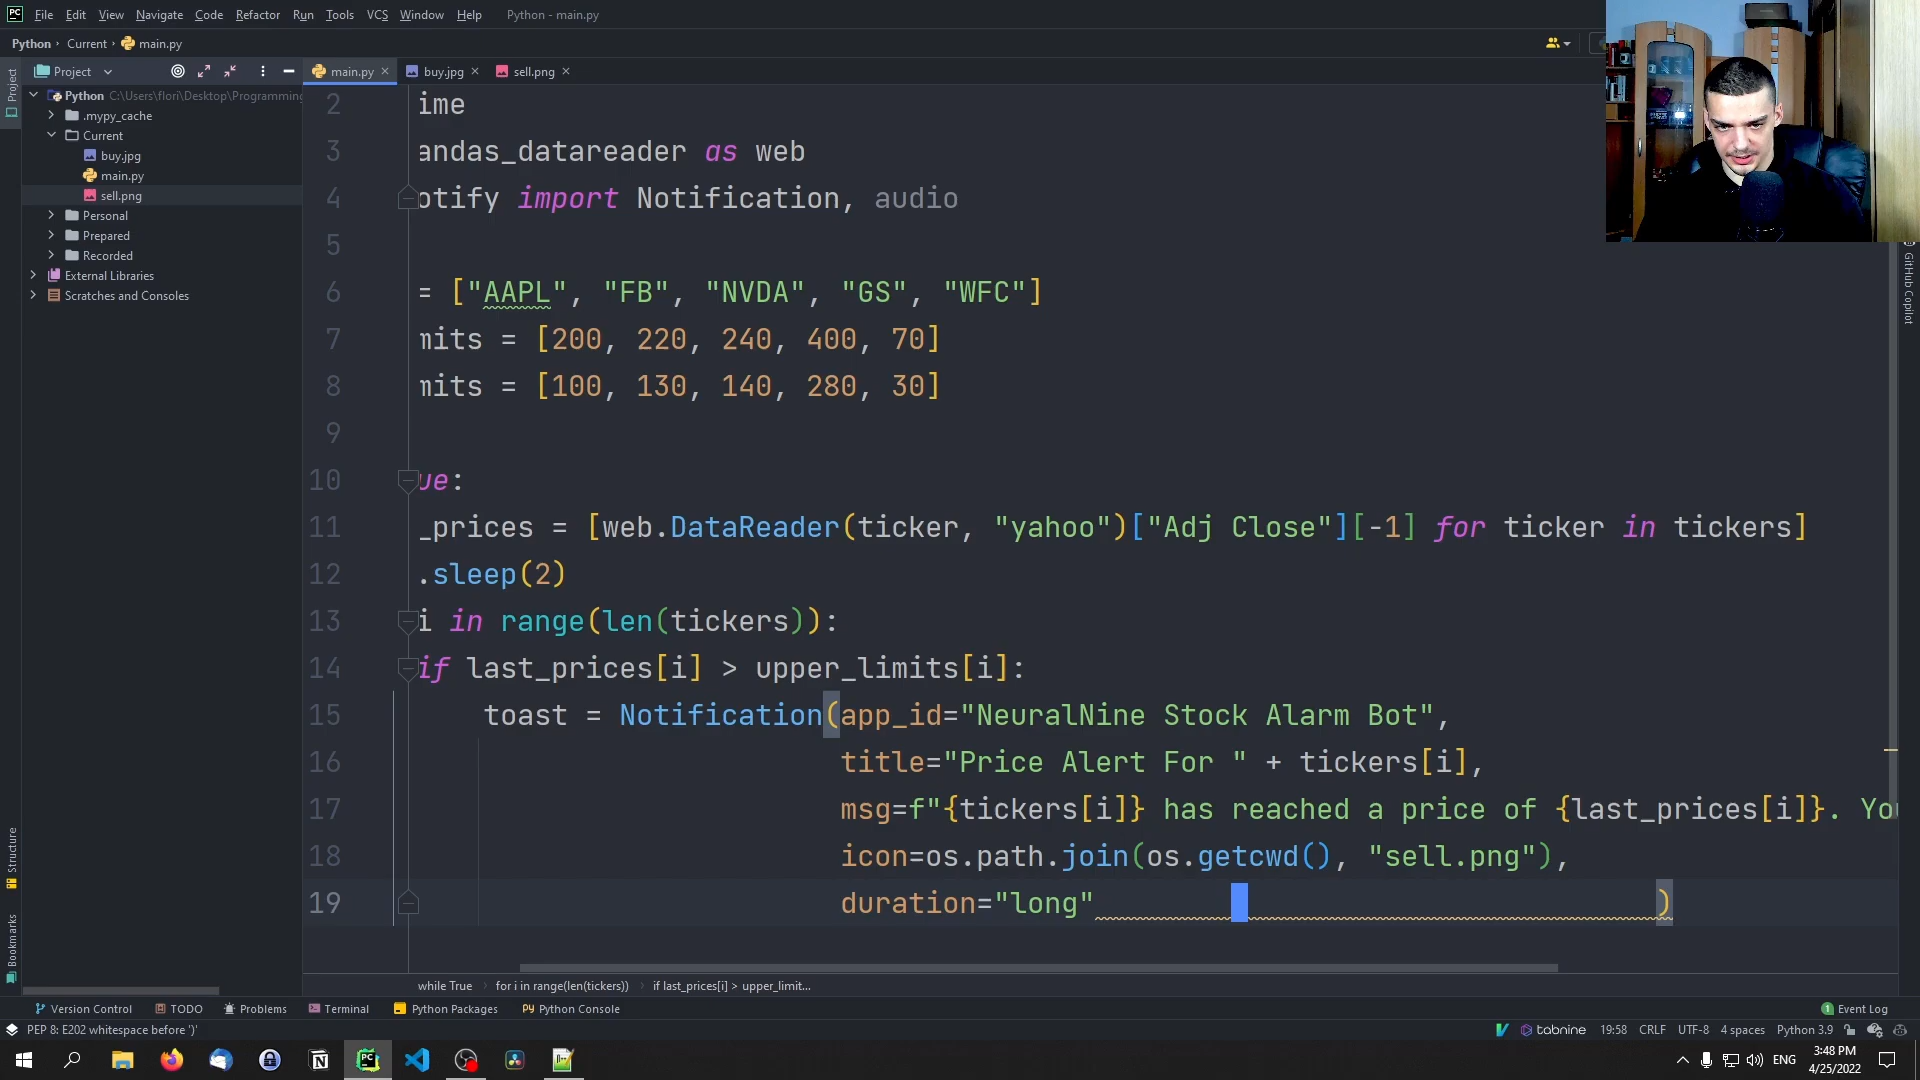 PC File Edit View Navigate Code Refactor Run Tools VCS Window Help Python - main.py
Python Current main.py
Project main.py buy.jpg sell.png
Project
Python C:\Users\flori\Desktop\Programming
.mypy_cache
Current
buy.jpg
main.py
sell.png
Personal
Prepared
Recorded
External Libraries
Scratches and Consoles
Structure
Bookmarks
GitHub Copilot
2 ime
3 andas_datareader as web
4 otify import Notification, audio
5
6 = ["AAPL", "FB", "NVDA", "GS", "WFC"]
7 mits = [200, 220, 240, 400, 70]
8 mits = [100, 130, 140, 280, 30]
9
10 ue:
11 _prices = [web.DataReader(ticker, "yahoo")["Adj Close"][-1] for ticker in tickers]
12 .sleep(2)
13 i in range(len(tickers)):
14 if last_prices[i] > upper_limits[i]:
15 toast = Notification(app_id="NeuralNine Stock Alarm Bot",
16 title="Price Alert For " + tickers[i],
17 msg=f"{tickers[i]} has reached a price of {last_prices[i]}. You
18 icon=os.path.join(os.getcwd(), "sell.png"),
19 duration="long" )
while True for i in range(len(tickers)) if last_prices[i] > upper_limit...
Version Control TODO Problems Terminal Python Packages Python Console 1 Event Log
PEP 8: E202 whitespace before ')' tabnine 19:58 CRLF UTF-8 4 spaces Python 3.9
ENG 3:48 PM
4/25/2022